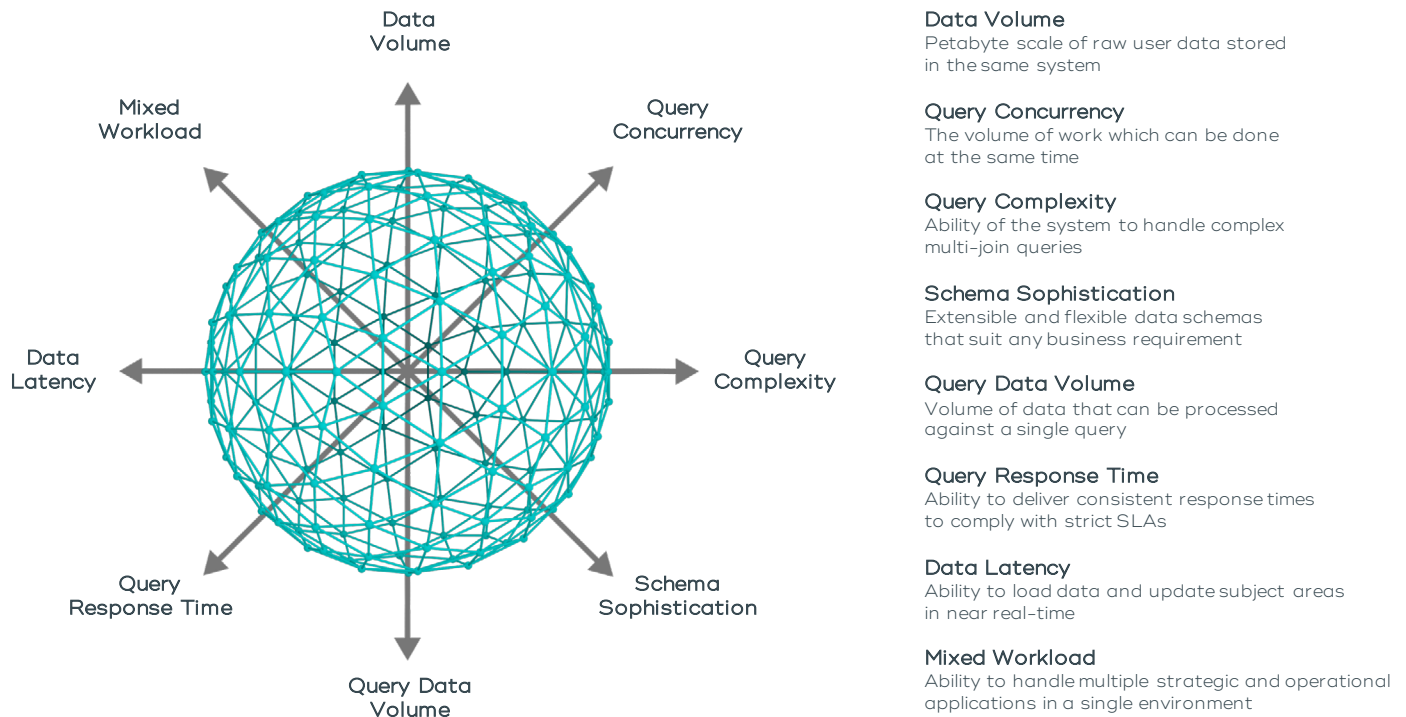 Data
Volume
Mixed
Workload
Query
Concurrency
Data
Latency
Query
Complexity
Query
Response Time
Schema
Sophistication
Query Data
Volume
Data Volume
Petabyte scale of raw user data stored
in the same system
Query Concurrency
The volume of work which can be done
at the same time
Query Complexity
Ability of the system to handle complex
multi-join queries
Schema Sophistication
Extensible and flexible data schemas
that suit any business requirement
Query Data Volume
Volume of data that can be processed
against a single query
Query Response Time
Ability to deliver consistent response times
to comply with strict SLAs
Data Latency
Ability to load data and update subject areas
in near real-time
Mixed Workload
Ability to handle multiple strategic and operational
applications in a single environment